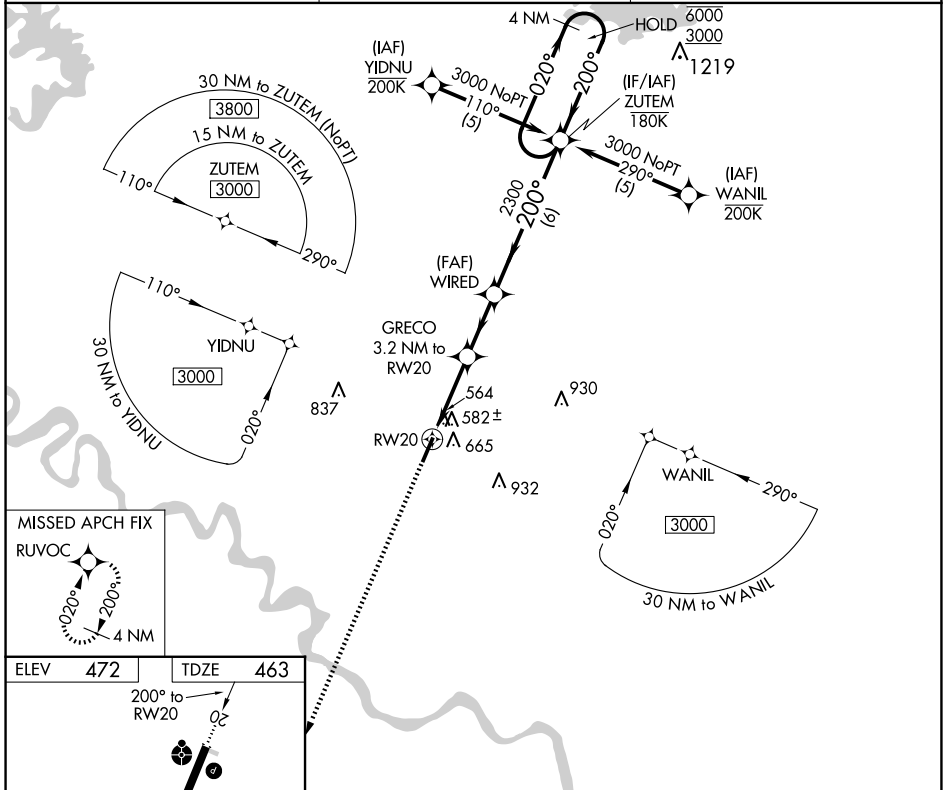 4 NM
HOLD
6000
3000
1219
(IAF)
YIDNU
200K
3000 NoPT
110°
(5)
020°
200°
(IF/IAF)
ZUTEM
180K
3000 NoPT
290°
(5)
(IAF)
WANIL
200K
30 NM to ZUTEM (NoPT)
3800
15 NM to ZUTEM
ZUTEM
3000
110°
290°
2300
200°
(6)
(FAF)
WIRED
GRECO
3.2 NM to
RW20
110°
YIDNU
3000
30 NM to YIDNU
020°
837
564
582±
RW20
665
930
932
WANIL
290°
020°
3000
30 NM to WANIL
MISSED APCH FIX
RUVOC
020°
200°
4 NM
ELEV 472
TDZE 463
200° to
RW20
20
P